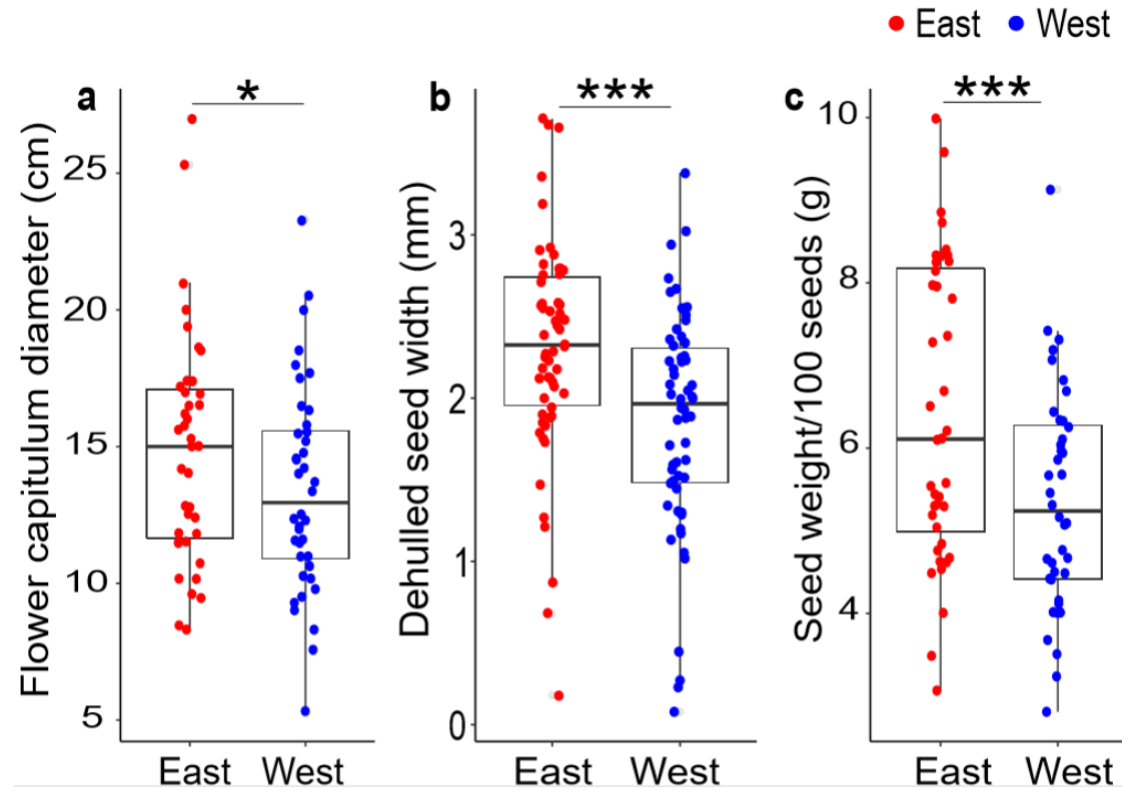 East West
a * b *** c ***
Flower capitulum diameter (cm)
25
20
15
10
5
East West
Dehulled seed width (mm)
3
2
1
0
East West
Seed weight/100 seeds (g)
10
8
6
4
East West